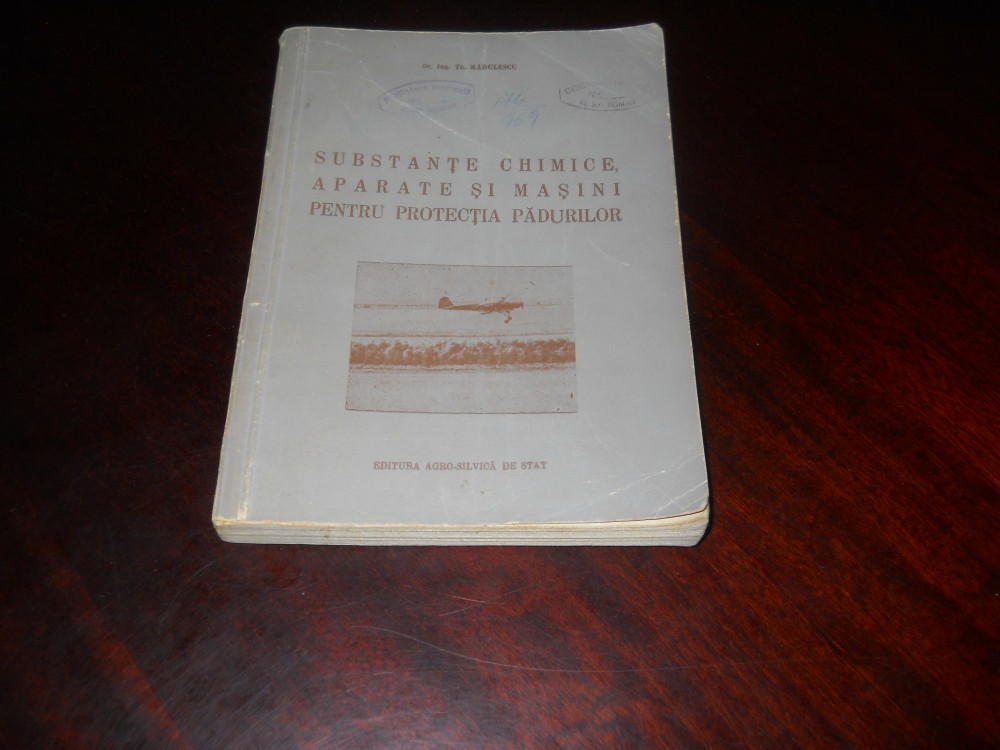 Dr. Ing. Th. RĂDULESCU
SUBSTANȚE CHIMICE,
APARATE ȘI MAȘINI
PENTRU PROTECȚIA PĂDURILOR
EDITURA AGRO-SILVICĂ DE STAT